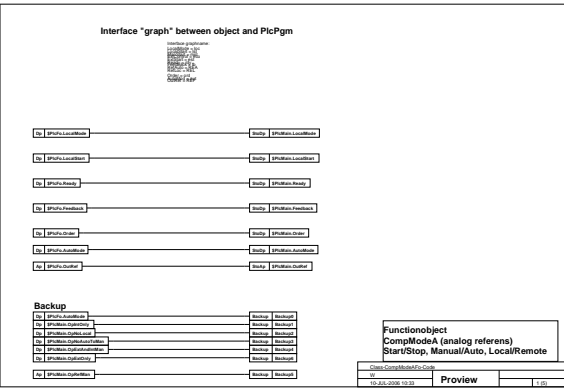 Interface "graph" between object and PlcPgm
Interface graphname:
LocalMode = loc
Dp $PlcFo.LocalMode StoDp $PlcMain.LocalMode
Dp $PlcFo.LocalStart StoDp $PlcMain.LocalStart
Dp $PlcFo.Ready StoDp $PlcMain.Ready
Dp $PlcFo.Feedback StoDp $PlcMain.Feedback
Dp $PlcFo.Order StoDp $PlcMain.Order
Dp $PlcFo.AutoMode StoDp $PlcMain.AutoMode
Ap $PlcFo.OutRef StoAp $PlcMain.OutRef
Backup
Dp $PlcFo.AutoMode Backup Backup0
Dp $PlcMain.OpIntOnly Backup Backup1
Dp $PlcMain.OpNoLocal Backup Backup2
Dp $PlcMain.OpNoAutoToMan Backup Backup3
Dp $PlcMain.OpExtAndIntMan Backup Backup4
Dp $PlcMain.OpExtOnly Backup
Ap $PlcMain.OpRefMan Backup
Functionobject
CompModeA (analog referens)
Start/Stop, Manual/Auto, Local/Remote
Class-CompModeAFo-Code
W
10-JUL-2006 10:33 Proview 1 (5)